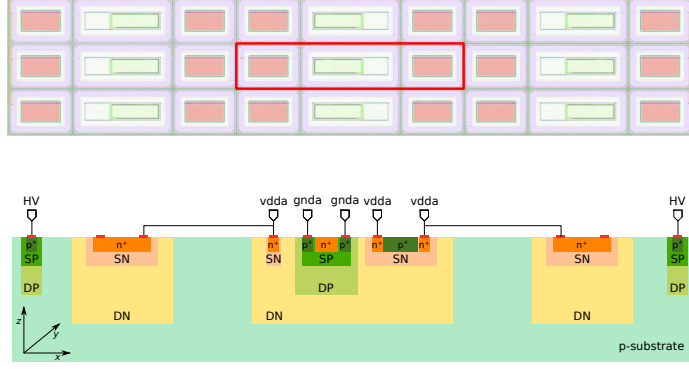 HV vdda gnda gnda vdda vdda HV
p⁺ n⁺ n⁺ p⁺ n⁺ p⁺ n⁺ p⁺ n⁺ n⁺ p⁺
SP SN SN SP SN SN SP
DP DP DP
DN DN DN
z y x
p-substrate